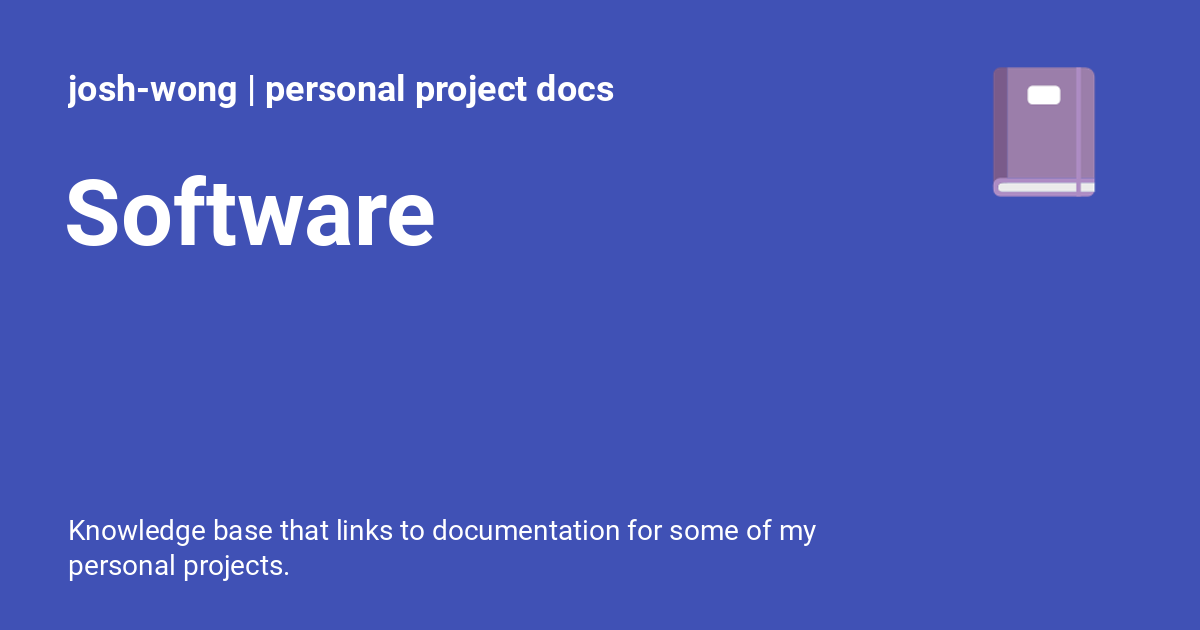 josh-wong | personal project docs
Software
Knowledge base that links to documentation for some of my
personal projects.